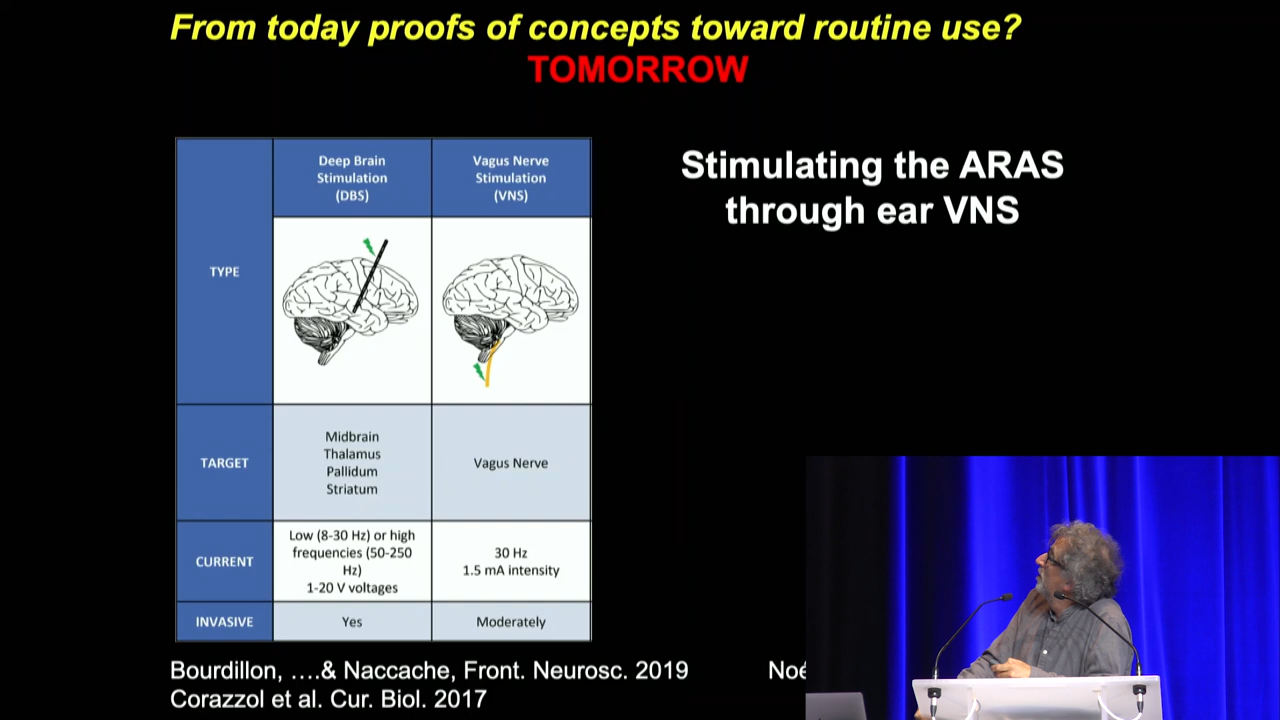 From today proofs of concepts toward routine use?
TOMORROW
Deep Brain
Stimulation
(DBS)
Vagus Nerve
Stimulation
(VNS)
TYPE
TARGET
Midbrain
Thalamus
Pallidum
Striatum
Vagus Nerve
CURRENT
Low (8-30 Hz) or high
frequencies (50-250
Hz)
1-20 V voltages
30 Hz
1.5 mA intensity
INVASIVE
Yes
Moderately
Stimulating the ARAS
through ear VNS
Bourdillon, ….& Naccache, Front. Neurosc. 2019
Corazzol et al. Cur. Biol. 2017
Noé